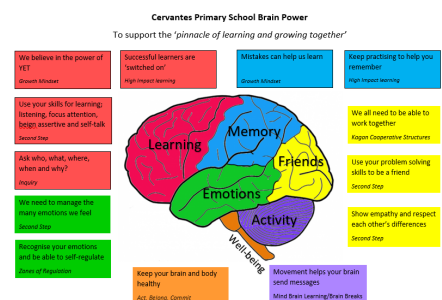 Cervantes Primary School Brain Power
To support the 'pinnacle of learning and growing together'
We believe in the power of
YET
Growth Mindset
Successful learners are
'switched on'
High Impact learning
Mistakes can help us learn
Growth Mindset
Keep practising to help you
remember
High Impact learning
Use your skills for learning;
listening, focus attention,
beign assertive and self-talk
Second Step
Ask who, what, where,
when and why?
Inquiry
We need to manage the
many emotions we feel
Second Step
Recognise your emotions
and be able to self-regulate
Zones of Regulation
Learning
Memory
Friends
Emotions
Activity
Well-being
We all need to be able to
work together
Kagan Cooperative Structures
Use your problem solving
skills to be a friend
Second Step
Show empathy and respect
each other's differences
Second Step
Keep your brain and body
healthy
Act, Belong, Commit
Movement helps your brain
send messages
Mind Brain Learning/Brain Breaks